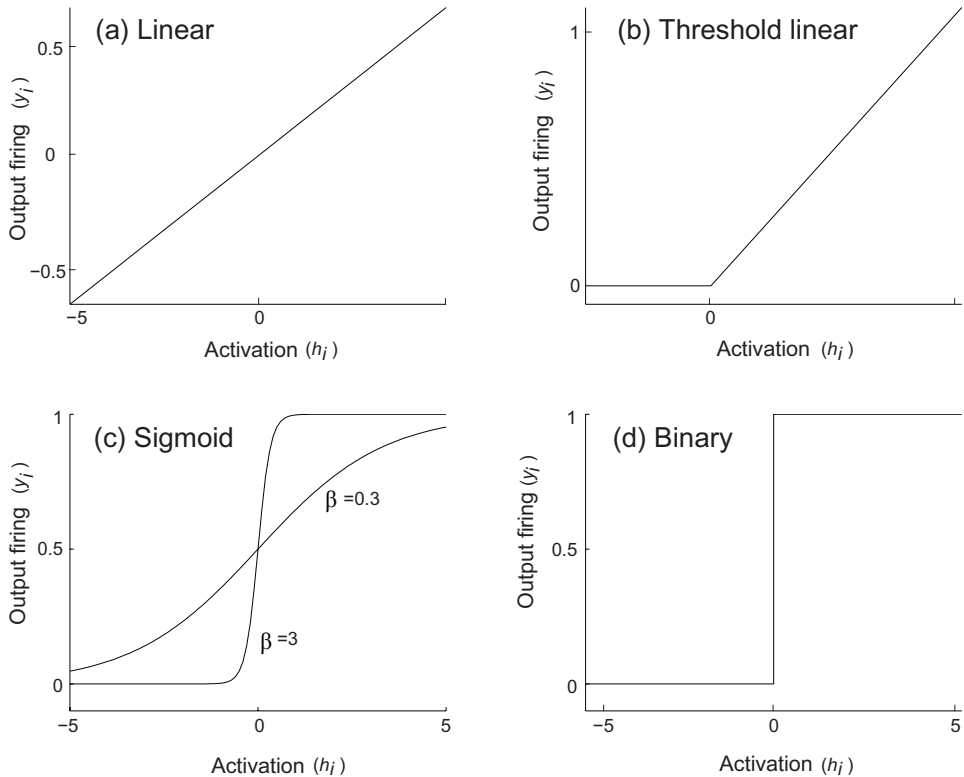 (a) Linear
0.5
0
−0.5
−5
0
Output firing (yi)
Activation (hi)
(b) Threshold linear
1
0
0
Output firing (yi)
Activation (hi)
(c) Sigmoid
1
0.5
0
−5
0
5
β=0.3
β=3
Output firing (yi)
Activation (hi)
(d) Binary
1
0.5
0
−5
0
5
Output firing (yi)
Activation (hi)